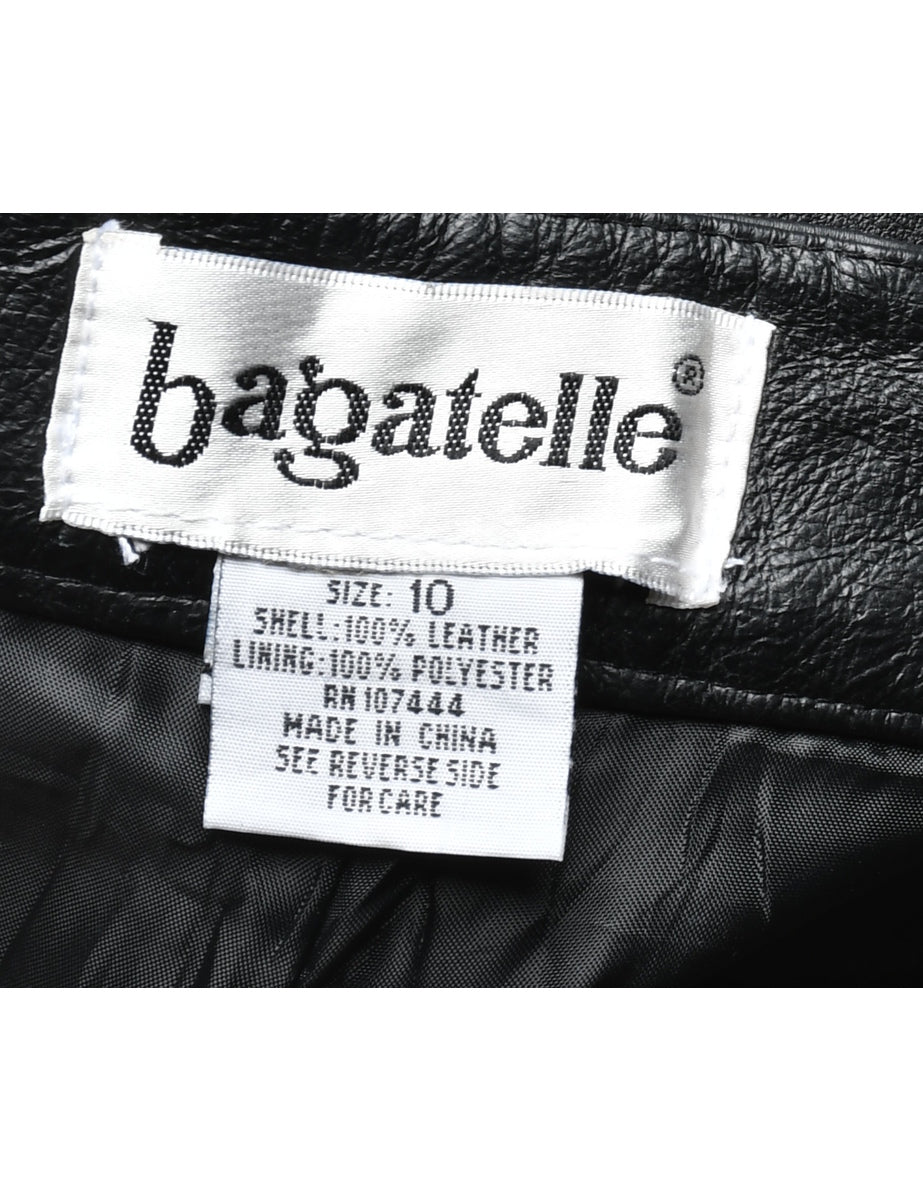 bagatelle®
SIZE: 10
SHELL:100% LEATHER
LINING:100% POLYESTER
RN 107444
MADE IN CHINA
SEE REVERSE SIDE
FOR CARE